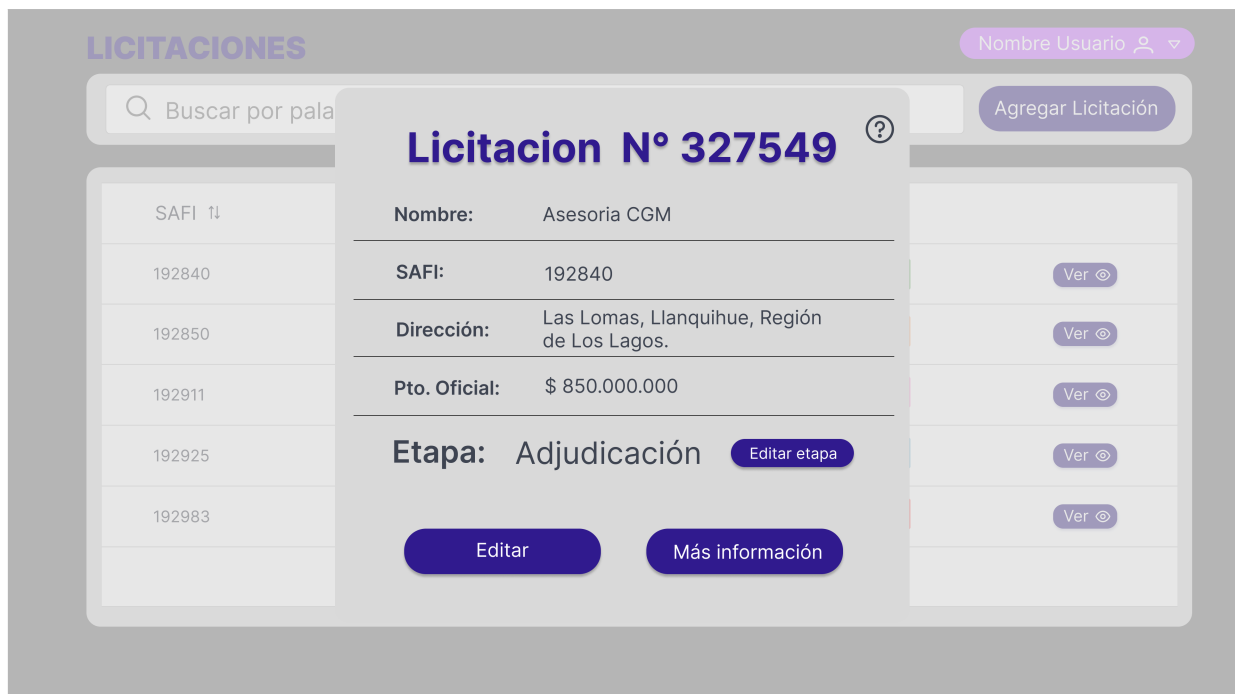 LICITACIONES
Nombre Usuario
Buscar por pala
Agregar Licitación
Licitacion N° 327549
SAFI
Nombre: Asesoria CGM
192840
SAFI: 192840
Ver
192850
Dirección: Las Lomas, Llanquihue, Región
de Los Lagos.
Ver
192911
Pto. Oficial: $ 850.000.000
Ver
192925
Etapa: Adjudicación Editar etapa
Ver
192983
Ver
Editar
Más información